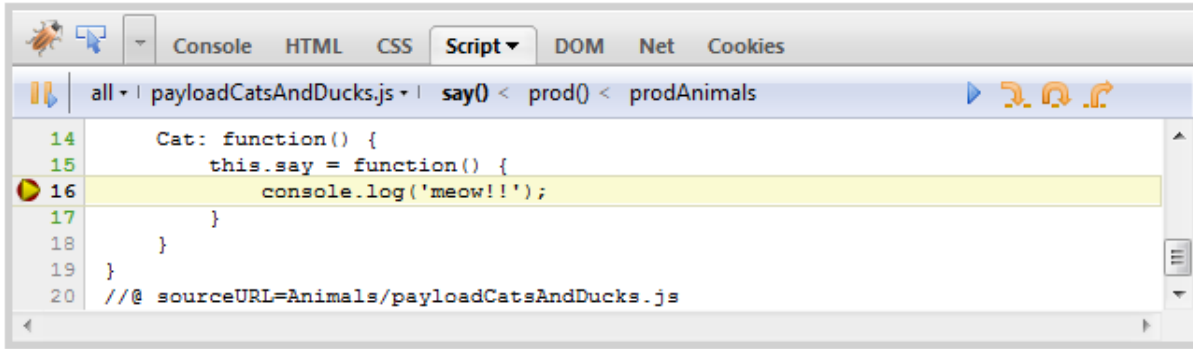 Console HTML CSS Script DOM Net Cookies
all payloadCatsAndDucks.js say() < prod() < prodAnimals
14 Cat: function() {
15 this.say = function() {
16 console.log('meow!!');
17 }
18 }
19 }
20 //@ sourceURL=Animals/payloadCatsAndDucks.js